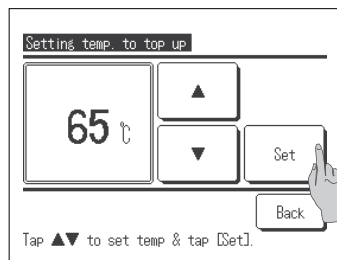 Setting temp. to top up
65 ℃
▲
▼
Set
Back
Tap ▲▼ to set temp & tap [Set].